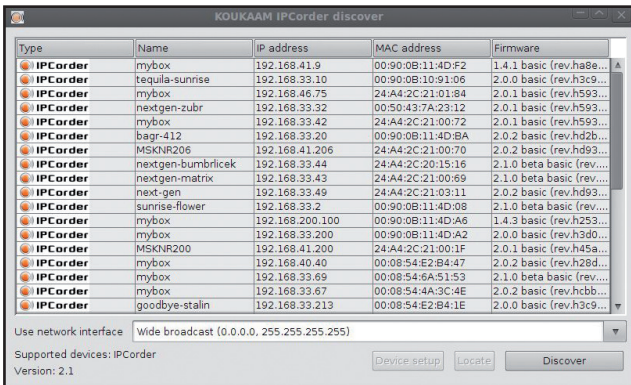 KOUKAAM IPCorder discover
Type Name IP address MAC address Firmware
IPCorder mybox 192.168.41.9 00:90:0B:11:4D:F2 1.4.1 basic (rev.ha8e...
IPCorder tequila-sunrise 192.168.33.10 00:90:0B:10:91:06 2.0.0 basic (rev.h3c9...
IPCorder mybox 192.168.46.75 24:A4:2C:21:01:84 2.0.1 basic (rev.h593...
IPCorder nextgen-zubr 192.168.33.32 00:50:43:7A:23:12 2.0.1 basic (rev.h593...
IPCorder mybox 192.168.33.42 24:A4:2C:21:00:72 2.0.1 basic (rev.h593...
IPCorder bagr-412 192.168.33.20 00:90:0B:11:4D:BA 2.0.2 basic (rev.hd2b...
IPCorder MSKNR206 192.168.41.206 24:A4:2C:21:00:70 2.0.2 basic (rev.hd93...
IPCorder nextgen-bumbrlicek 192.168.33.44 24:A4:2C:20:15:16 2.1.0 beta basic (rev....
IPCorder nextgen-matrix 192.168.33.43 24:A4:2C:21:00:69 2.1.0 beta basic (rev....
IPCorder next-gen 192.168.33.49 24:A4:2C:21:03:11 2.0.2 basic (rev.hd93...
IPCorder sunrise-flower 192.168.33.2 00:90:0B:11:4D:08 2.1.0 beta basic (rev....
IPCorder mybox 192.168.200.100 00:90:0B:11:4D:A6 1.4.3 basic (rev.h253...
IPCorder mybox 192.168.33.200 00:90:0B:11:4D:A2 2.0.0 basic (rev.h3d0...
IPCorder MSKNR200 192.168.41.200 24:A4:2C:21:00:1F 2.0.1 basic (rev.h45a...
IPCorder mybox 192.168.40.40 00:08:54:E2:B4:47 2.0.2 basic (rev.h28d...
IPCorder mybox 192.168.33.69 00:08:54:6A:51:53 2.1.0 beta basic (rev....
IPCorder mybox 192.168.33.67 00:08:54:4A:3C:4E 2.0.2 basic (rev.hcbb...
IPCorder goodbye-stalin 192.168.33.213 00:08:54:E2:B4:1E 2.0.0 basic (rev.h3c9...
Use network interface Wide broadcast (0.0.0.0, 255.255.255.255)
Supported devices: IPCorder
Version: 2.1
Device setup Locate Discover